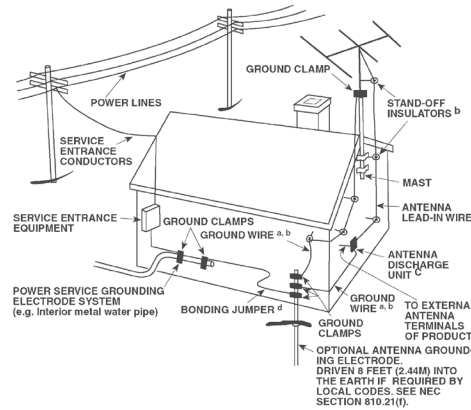 GROUND CLAMP
POWER LINES
STAND-OFF
INSULATORS b
SERVICE
ENTRANCE
CONDUCTORS
MAST
ANTENNA
LEAD-IN WIRE
SERVICE ENTRANCE
EQUIPMENT
GROUND CLAMPS
GROUND WIRE a, b
ANTENNA
DISCHARGE
UNIT C
POWER SERVICE GROUNDING
ELECTRODE SYSTEM
(e.g. Interior metal water pipe)
BONDING JUMPER d
GROUND
WIRE a, b
GROUND
CLAMPS
TO EXTERNA
ANTENNA
TERMINALS
OF PRODUCT
OPTIONAL ANTENNA GROUND-
ING ELECTRODE.
DRIVEN 8 FEET (2.44M) INTO
THE EARTH IF REQUIRED BY
LOCAL CODES. SEE NEC
SECTION 810.21(f).